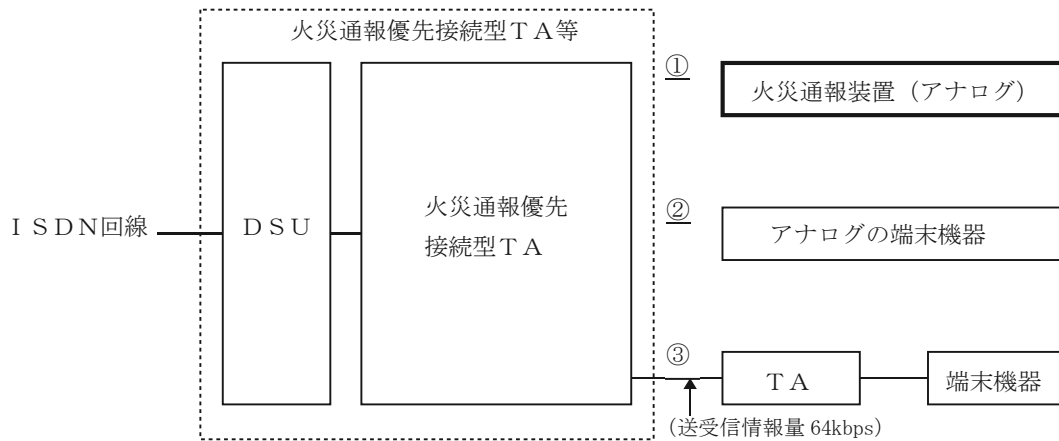 火災通報優先接続型ＴＡ等
①
火災通報装置（アナログ）
ＩＳＤＮ回線
ＤＳＵ
火災通報優先
接続型ＴＡ
②
アナログの端末機器
③
ＴＡ
端末機器
（送受信情報量 64kbps）